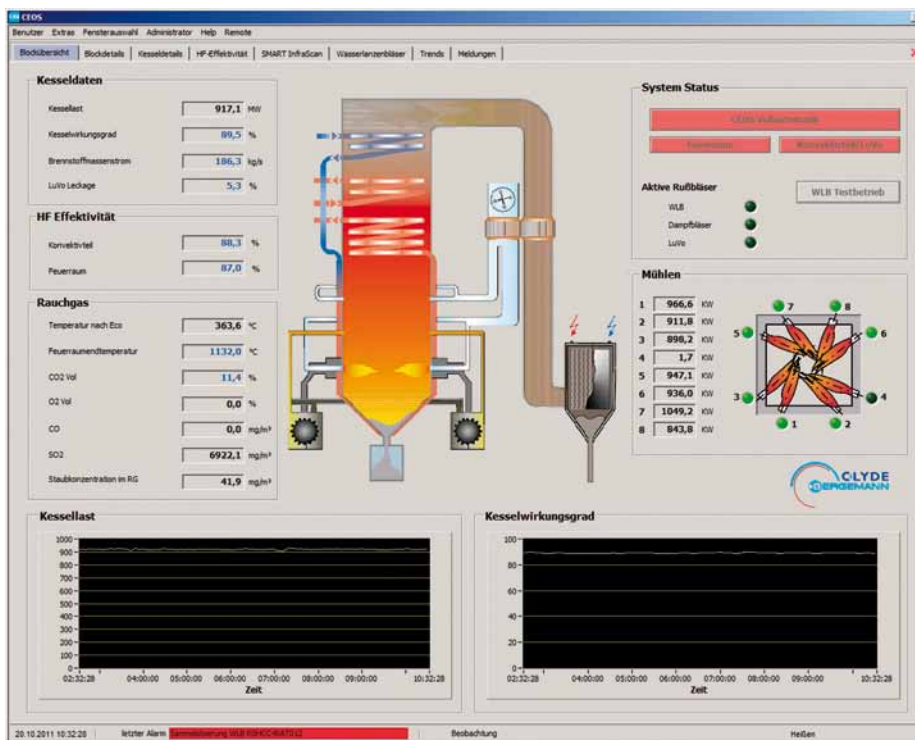 CEOS
Benutzer Extras Fensterauswahl Administrator Help Remote
Blockübersicht Blockdetails Kesseldetails HF-Effektivität SMART InfraScan Wasserlanzenbläser Trends Meldungen
Kesseldaten
Kessellast 917,1 MW
Kesselwirkungsgrad 89,5 %
Brennstoffmassenstrom 186,3 kg/s
LuVo Leckage 5,3 %
HF Effektivität
Konvektivteil 88,3 %
Feuerraum 87,0 %
Rauchgas
Temperatur nach Eco 363,6 °C
Feuerraumendtemperatur 1132,0 °C
CO2 Vol 11,4 %
O2 Vol 0,0 %
CO 0,0 mg/m³
SO2 6922,1 mg/m³
Staubkonzentration im RG 41,9 mg/m³
System Status
CEOS Vollautomatik
Feuerraum Konvektivteil/LuVo
Aktive Rußbläser
WLB Testbetrieb
WLB
Dampfbläser
LuVo
Mühlen
1 966,6 KW
2 911,8 KW
3 898,2 KW
4 1,7 KW
5 947,1 KW
6 936,0 KW
7 1049,2 KW
8 843,8 KW
7 8
5 6
3 4
1 2
CLYDE
BERGEMANN
Kessellast
1000
900
800
700
600
500
400
300
200
100
0
02:32:28 04:00:00 05:00:00 06:00:00 07:00:00 08:00:00 09:00:00 10:32:28
Zeit
Kesselwirkungsgrad
100
80
60
40
20
0
02:32:28 04:00:00 05:00:00 06:00:00 07:00:00 08:00:00 09:00:00 10:32:28
Zeit
20.10.2011 10:32:28 letzter Alarm Sammelstörung WLB Beobachtung Heißen